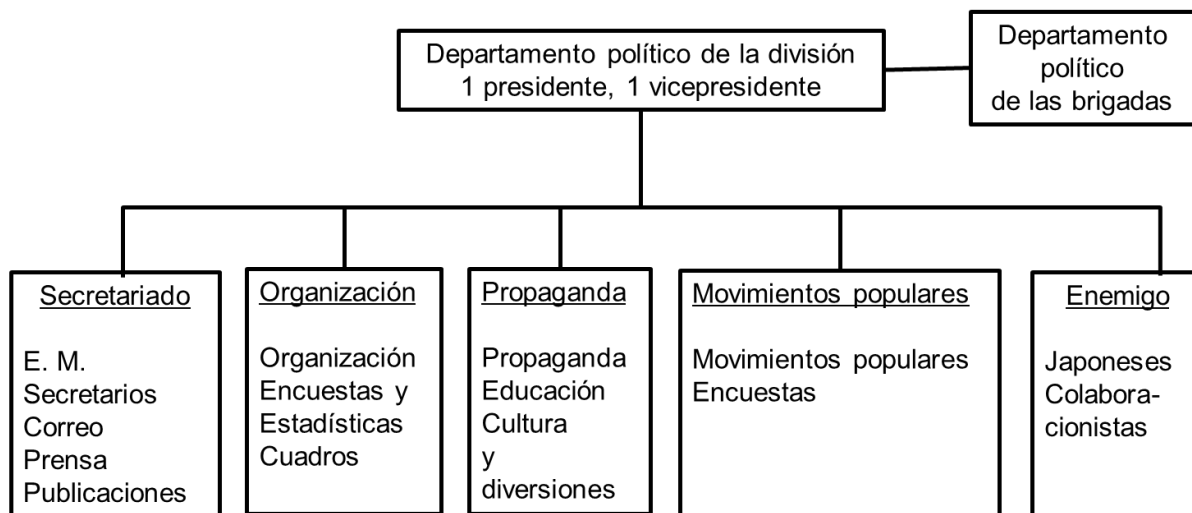 Departamento político de la división
1 presidente, 1 vicepresidente
Departamento
político
de las brigadas
Secretariado
E. M.
Secretarios
Correo
Prensa
Publicaciones
Organización
Organización
Encuestas y
Estadísticas
Cuadros
Propaganda
Propaganda
Educación
Cultura
y
diversiones
Movimientos populares
Movimientos populares
Encuestas
Enemigo
Japoneses
Colabora-
cionistas